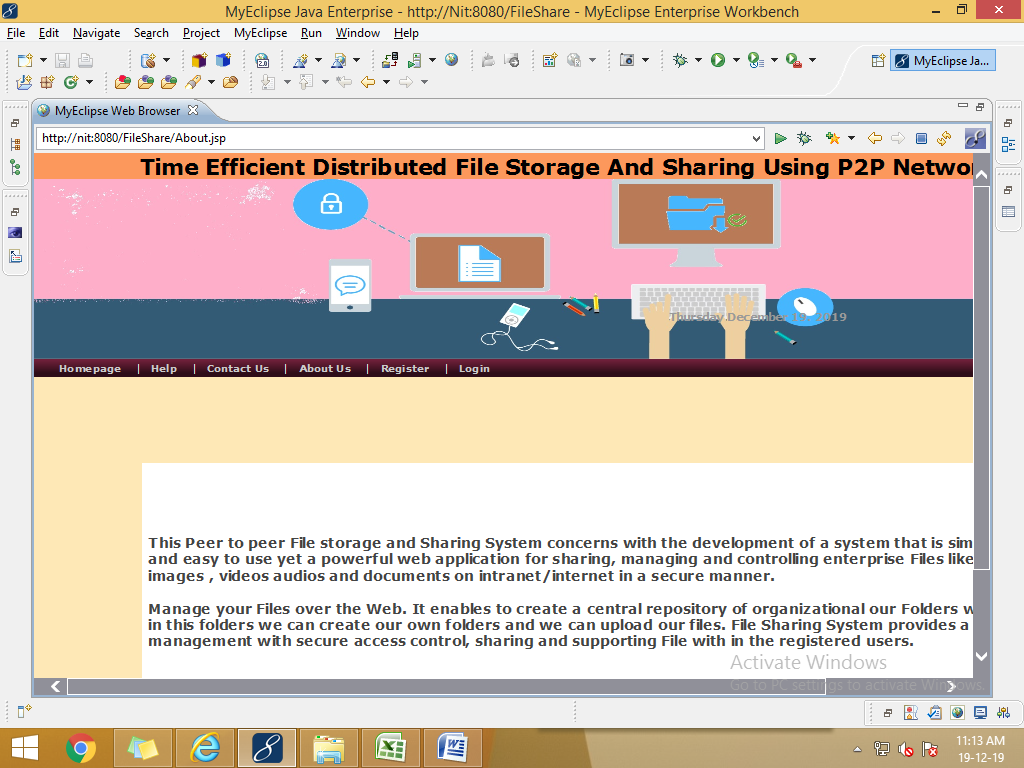 MyEclipse Java Enterprise - http://Nit:8080/FileShare - MyEclipse Enterprise Workbench
File Edit Navigate Search Project MyEclipse Run Window Help
MyEclipse Ja...
MyEclipse Web Browser
http://nit:8080/FileShare/About.jsp
Time Efficient Distributed File Storage And Sharing Using P2P Networ
Thursday,December 19, 2019
Homepage | Help | Contact Us | About Us | Register | Login
This Peer to peer File storage and Sharing System concerns with the development of a system that is sim
and easy to use yet a powerful web application for sharing, managing and controlling enterprise Files like
images , videos audios and documents on intranet/internet in a secure manner.
Manage your Files over the Web. It enables to create a central repository of organizational our Folders w
in this folders we can create our own folders and we can upload our files. File Sharing System provides a
management with secure access control, sharing and supporting File with in the registered users.
Activate Windows
Go to PC settings to activate Windows.
11:13 AM
19-12-19